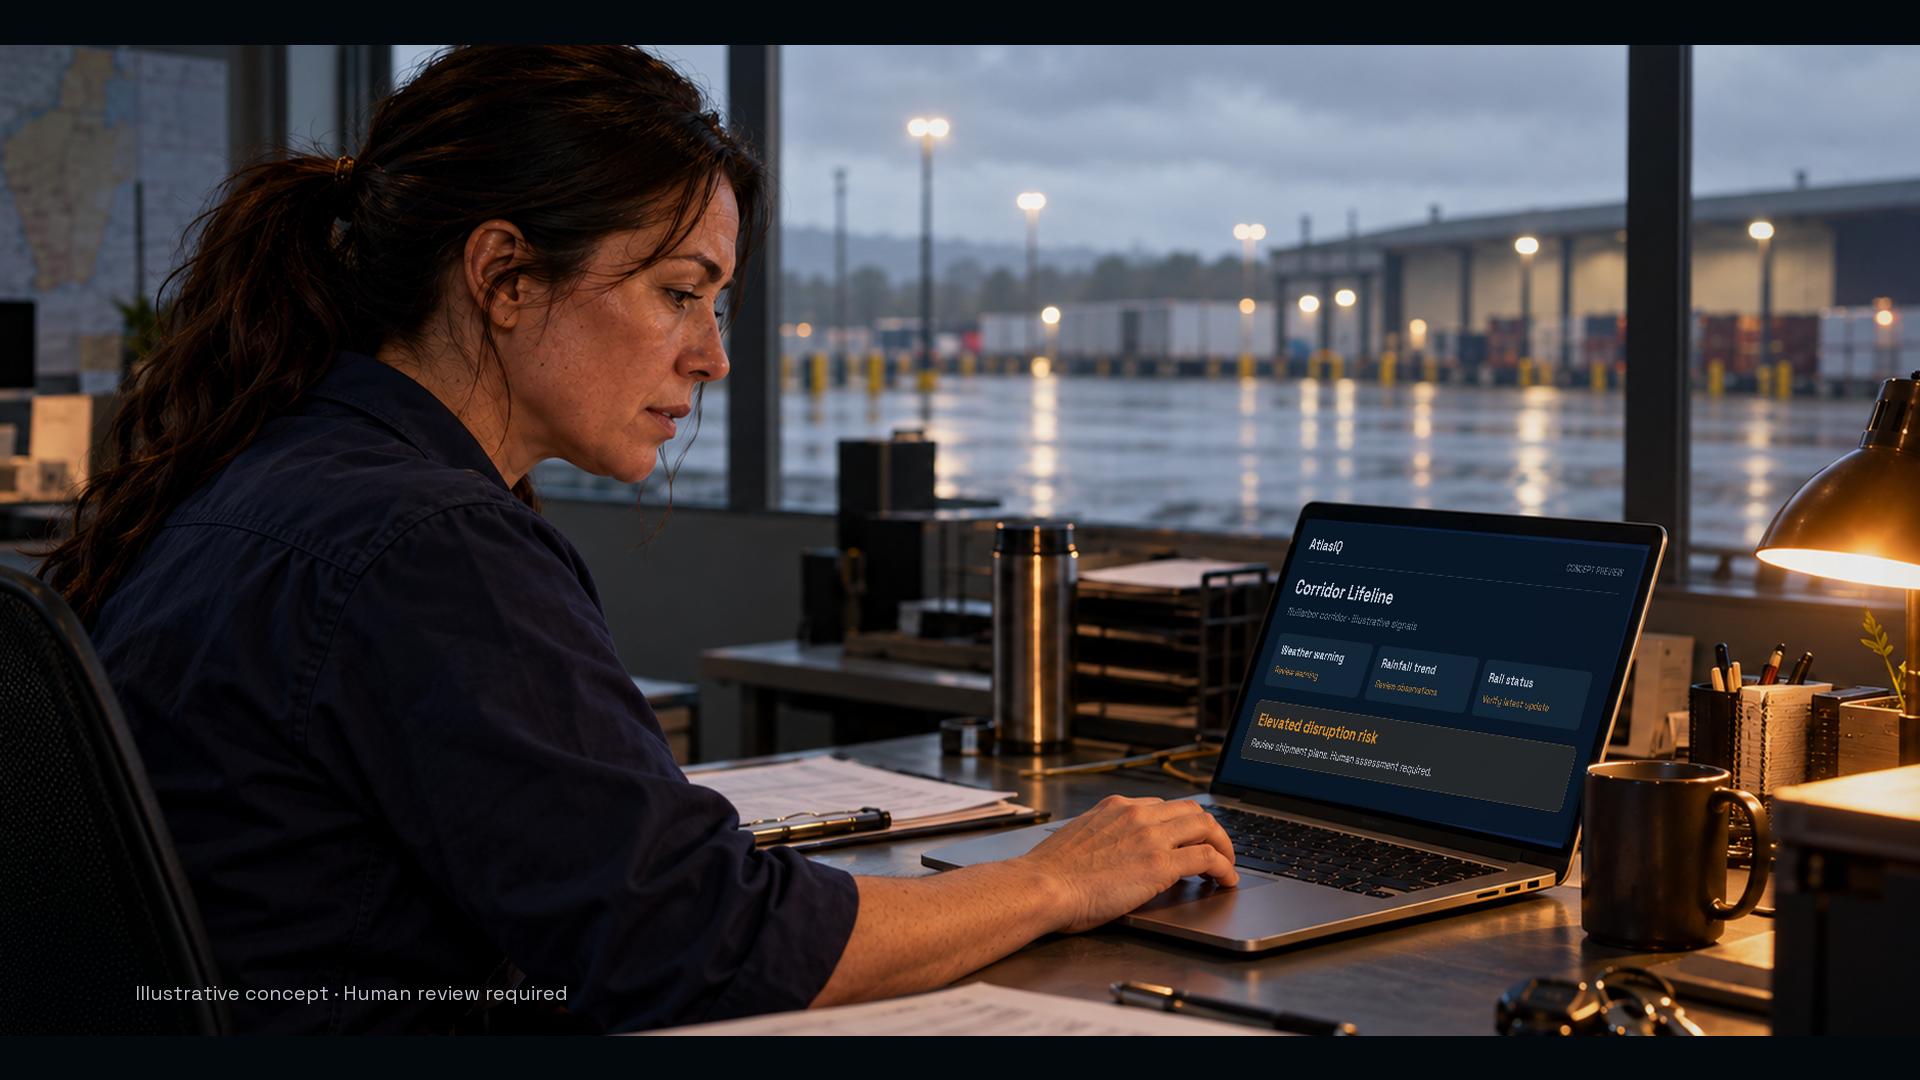 AtlasIQ
CONCEPT PREVIEW
Corridor Lifeline
Nullarbor corridor · Illustrative signals
Weather warning
Review warning
Rainfall trend
Review observations
Rail status
Verify latest update
Elevated disruption risk
Review shipment plans. Human assessment required.
Illustrative concept · Human review required